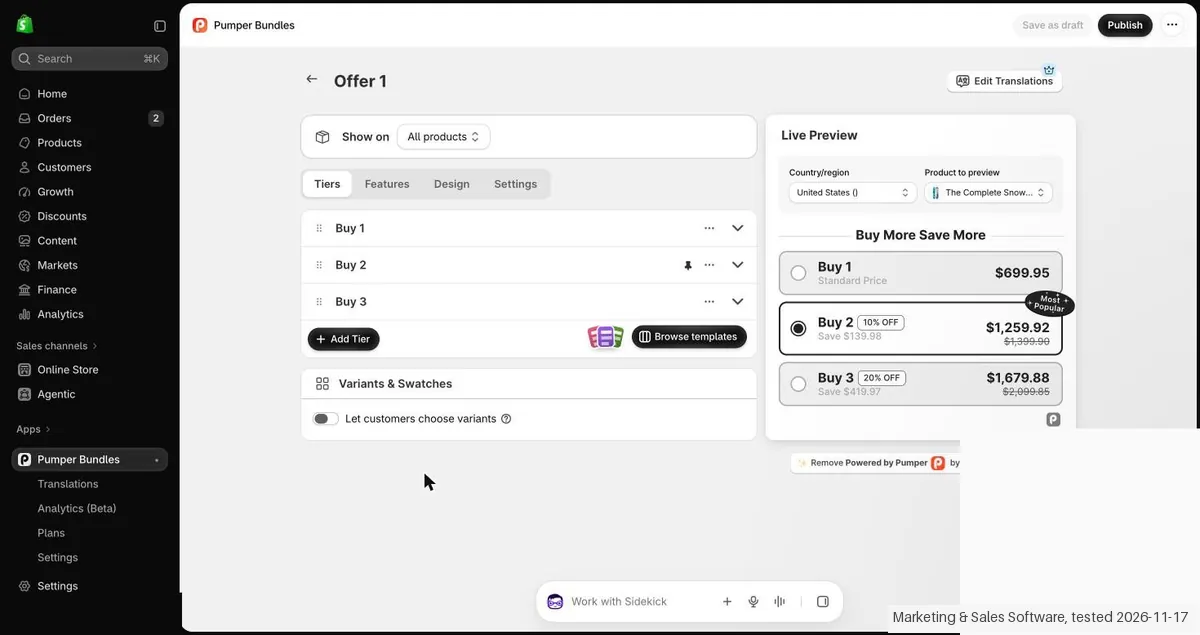 Search ⌘K
Home
Orders 2
Products
Customers
Growth
Discounts
Content
Markets
Finance
Analytics
Sales channels >
Online Store
Agentic
Apps >
Pumper Bundles
Translations
Analytics (Beta)
Plans
Settings
Settings
Pumper Bundles
Save as draft
Publish
Offer 1
Edit Translations
Show on All products
Tiers Features Design Settings
Buy 1
Buy 2
Buy 3
+ Add Tier
Browse templates
Variants & Swatches
Let customers choose variants
Live Preview
Country/region Product to preview
United States () The Complete Snow...
Buy More Save More
Buy 1
Standard Price
$699.95
Most
Popular
Buy 2 10% OFF
Save $139.98
$1,259.92
$1,399.90
Buy 3 20% OFF
Save $419.97
$1,679.88
$2,099.85
Remove Powered by Pumper by
Work with Sidekick
Marketing & Sales Software, tested 2026-11-17